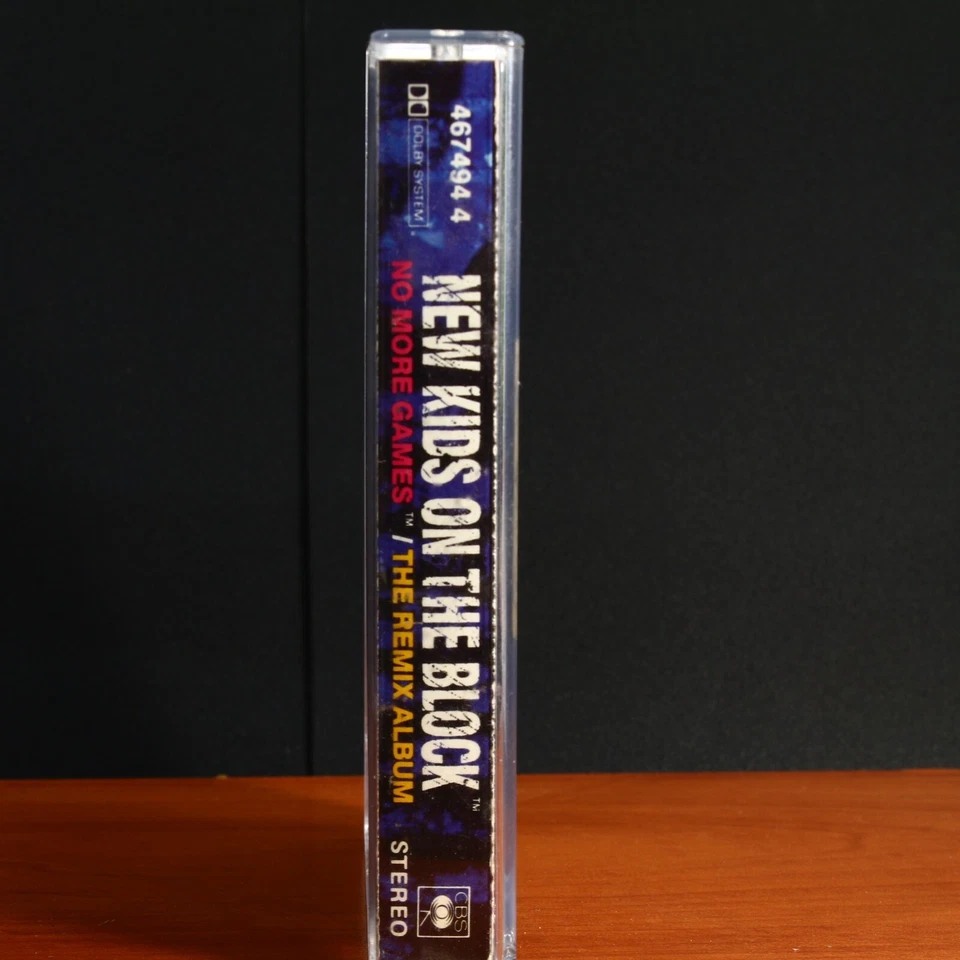 467494 4
DOLBY SYSTEM
NEW KIDS ON THE BLOCK™
NO MORE GAMES™ / THE REMIX ALBUM
CBS
STEREO